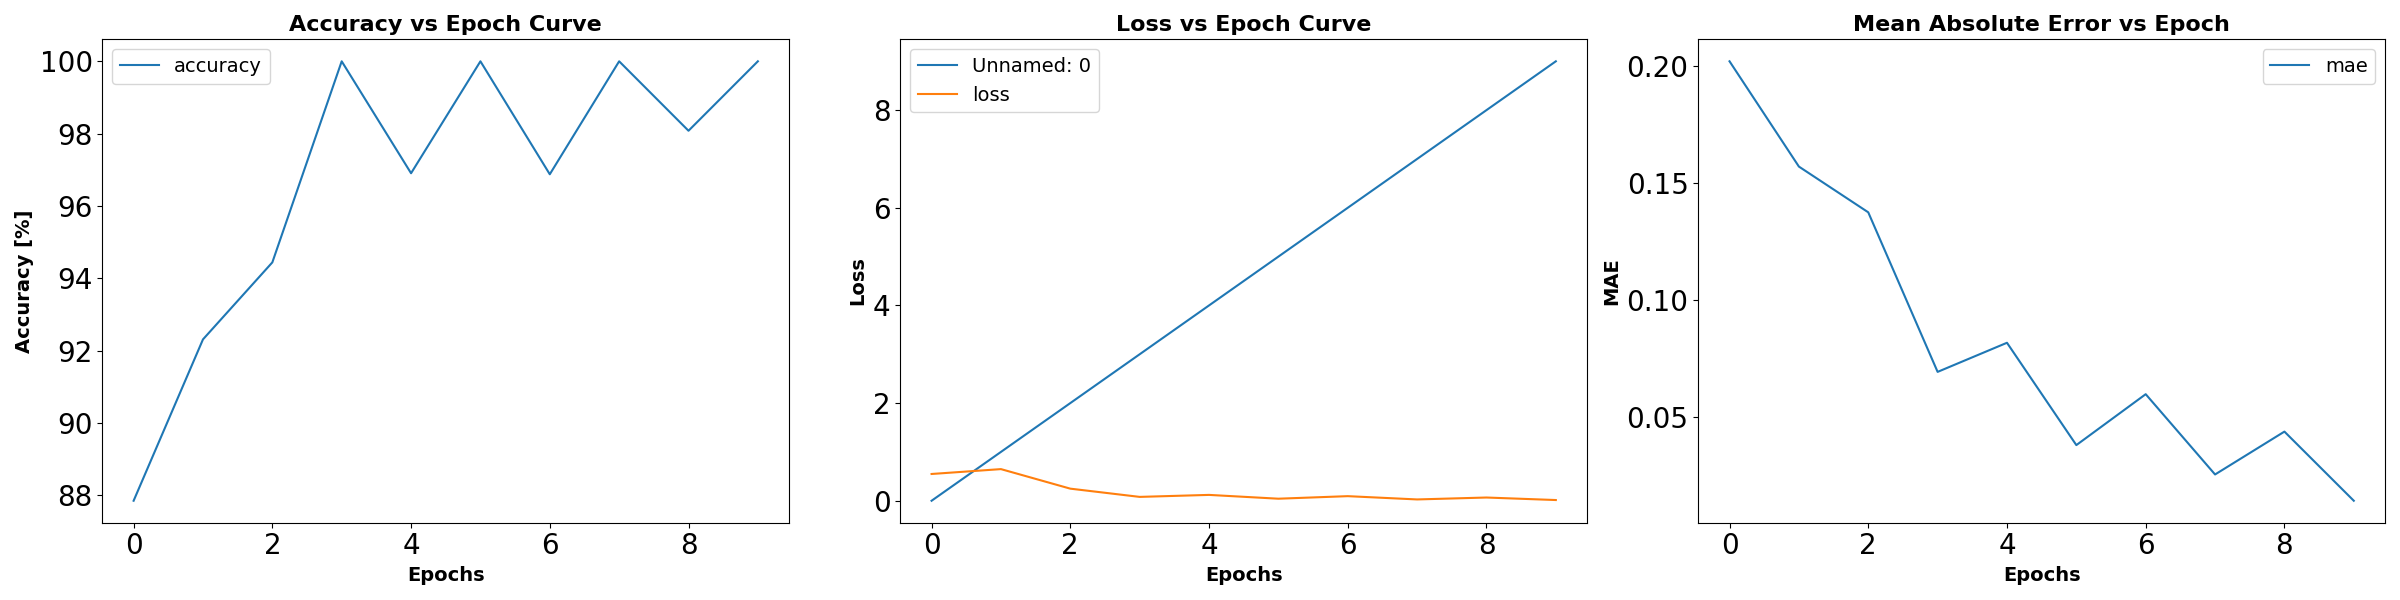 Accuracy vs Epoch Curve
accuracy
100
98
96
94
92
90
88
Accuracy [%]
0 2 4 6 8
Epochs
Loss vs Epoch Curve
Unnamed: 0
loss
8
6
4
2
0
Loss
0 2 4 6 8
Epochs
Mean Absolute Error vs Epoch
mae
0.20
0.15
0.10
0.05
MAE
0 2 4 6 8
Epochs